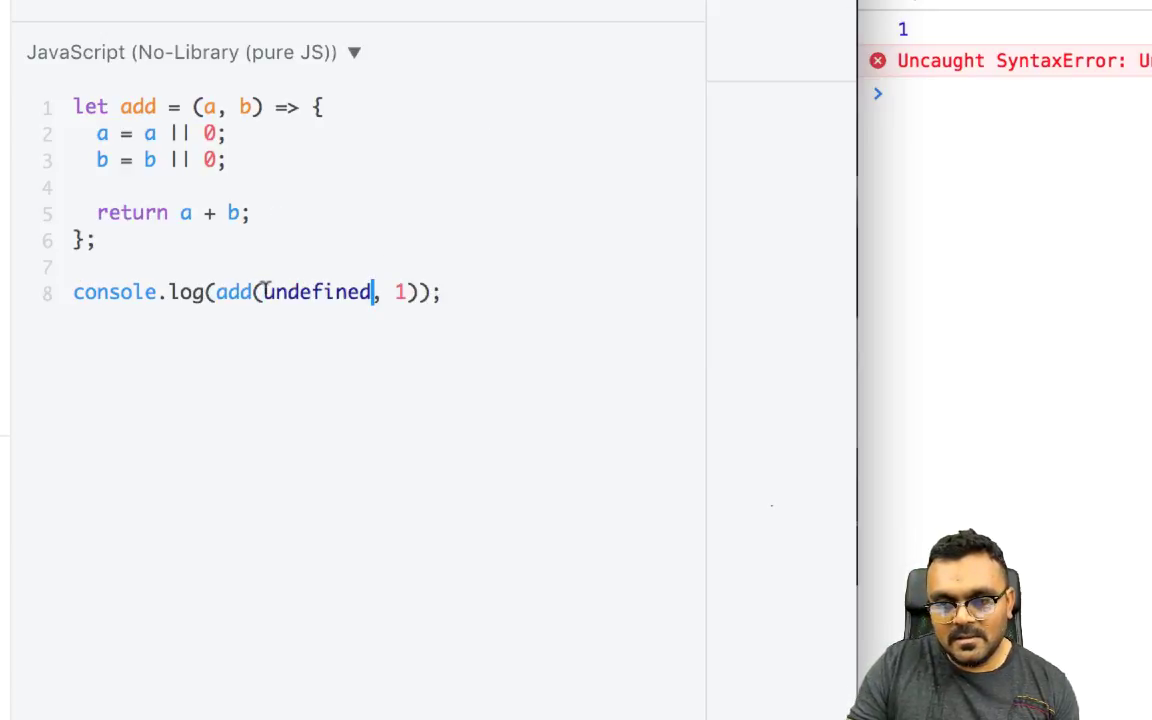 JavaScript (No-Library (pure JS)) ▼
1 let add = (a, b) => {
2 a = a || 0;
3 b = b || 0;
4
5 return a + b;
6 };
7
8 console.log(add(undefined, 1));
1
Uncaught SyntaxError:
>